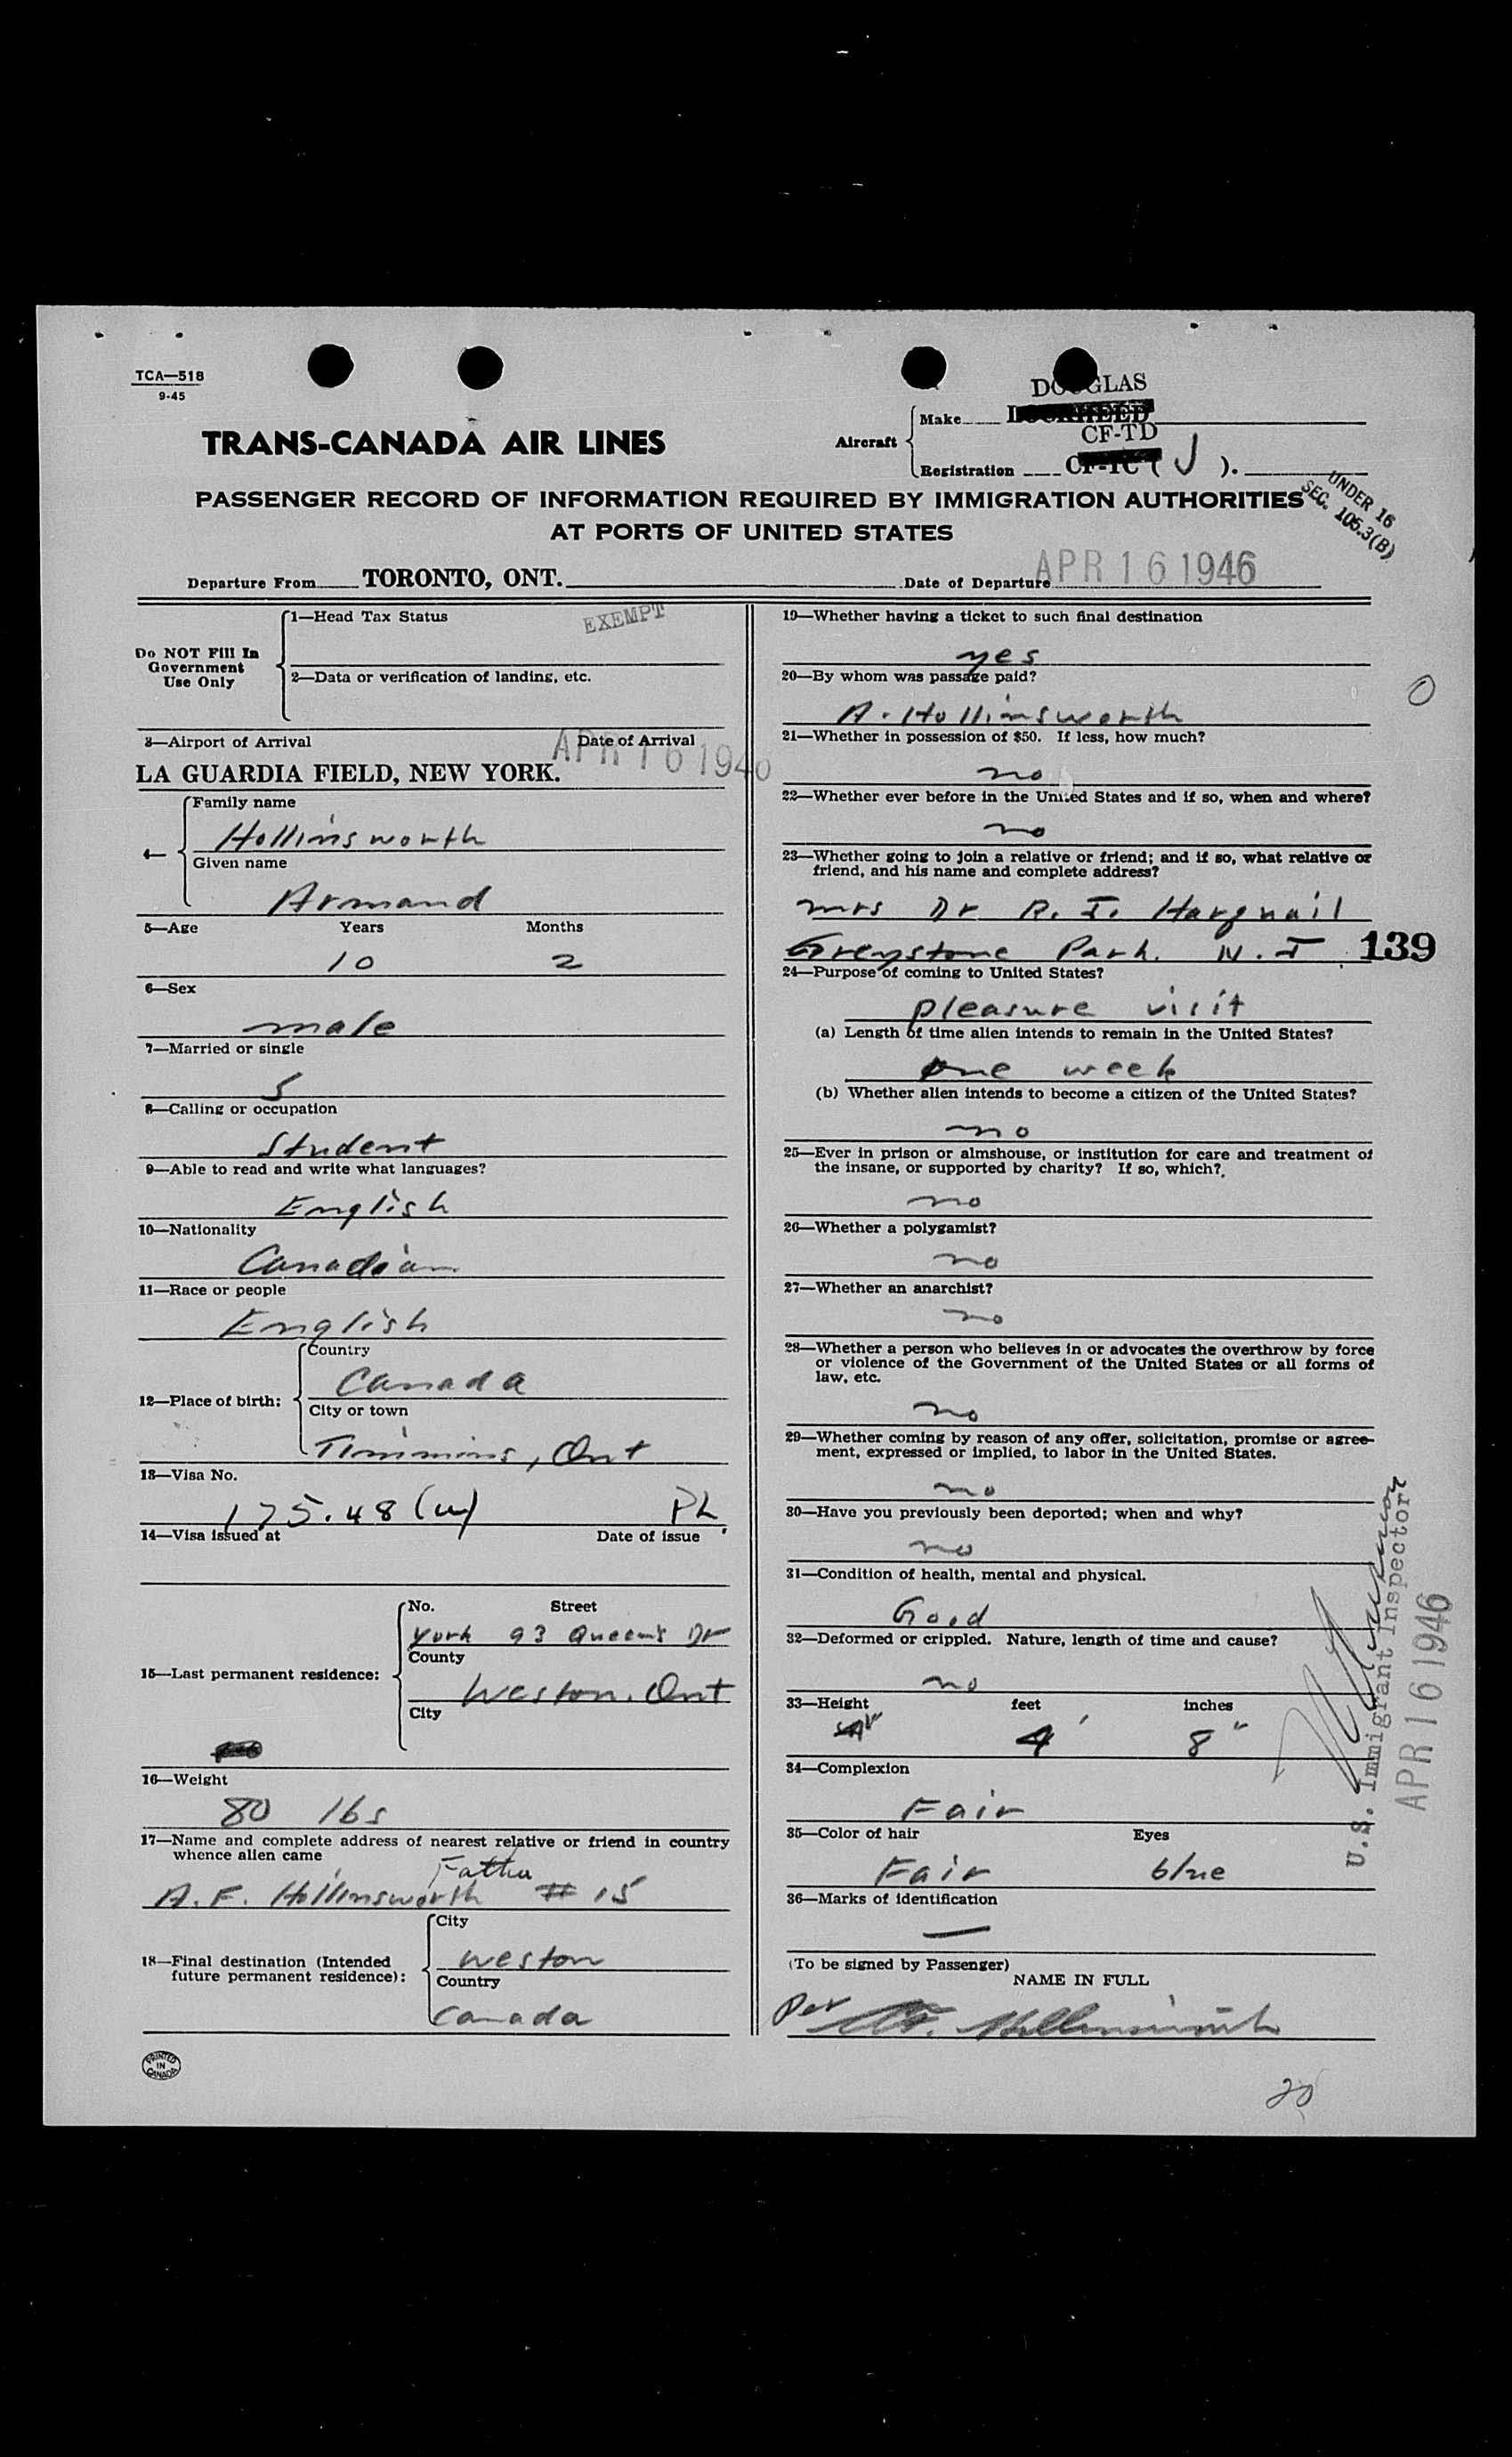 TCA—518
9-45
TRANS-CANADA AIR LINES
DOUGLAS
Aircraft
Make LOCKHEED
CF-TD
Registration CF-TC ( J ).
PASSENGER RECORD OF INFORMATION REQUIRED BY IMMIGRATION AUTHORITIES
AT PORTS OF UNITED STATES
UNDER 16
SEC. 105.3(B)
Departure From TORONTO, ONT. Date of Departure APR 16 1946
Do NOT Fill In
Government
Use Only
1—Head Tax Status EXEMPT
2—Data or verification of landing, etc.
3—Airport of Arrival Date of Arrival
LA GUARDIA FIELD, NEW YORK. APR 16 1946
4—
Family name
Hollinsworth
Given name
Armand
5—Age Years Months
10 2
6—Sex
male
7—Married or single
S
8—Calling or occupation
Student
9—Able to read and write what languages?
English
10—Nationality
Canadian
11—Race or people
English
12—Place of birth:
Country
Canada
City or town
Timmins, Ont
13—Visa No.
175.48 (w) PL
14—Visa issued at Date of issue
15—Last permanent residence:
No. Street
York 93 Queens Dr
County
Weston. Ont
City
16—Weight
80 lbs
17—Name and complete address of nearest relative or friend in country
whence alien came
Father
A. F. Hollinsworth # 15
18—Final destination (Intended
future permanent residence):
City
Weston
Country
Canada
PRINTED
IN
CANADA
19—Whether having a ticket to such final destination
yes
20—By whom was passage paid?
A. Hollinsworth
21—Whether in possession of $50. If less, how much?
no
22—Whether ever before in the United States and if so, when and where?
no
23—Whether going to join a relative or friend; and if so, what relative or
friend, and his name and complete address?
mrs Dr R. I. Harquail
Greystone Park. N. J 139
24—Purpose of coming to United States?
pleasure visit
(a) Length of time alien intends to remain in the United States?
one week
(b) Whether alien intends to become a citizen of the United States?
no
25—Ever in prison or almshouse, or institution for care and treatment of
the insane, or supported by charity? If so, which?
no
26—Whether a polygamist?
no
27—Whether an anarchist?
no
28—Whether a person who believes in or advocates the overthrow by force
or violence of the Government of the United States or all forms of
law, etc.
no
29—Whether coming by reason of any offer, solicitation, promise or agree-
ment, expressed or implied, to labor in the United States.
no
30—Have you previously been deported; when and why?
no
31—Condition of health, mental and physical.
Good
32—Deformed or crippled. Nature, length of time and cause?
no
33—Height feet inches
4 ' 8 "
34—Complexion
Fair
35—Color of hair Eyes
Fair blue
36—Marks of identification
—
(To be signed by Passenger)
NAME IN FULL
Per A. F. Hollinsworth
U.S. Immigrant Inspector
APR 16 1946
0
20